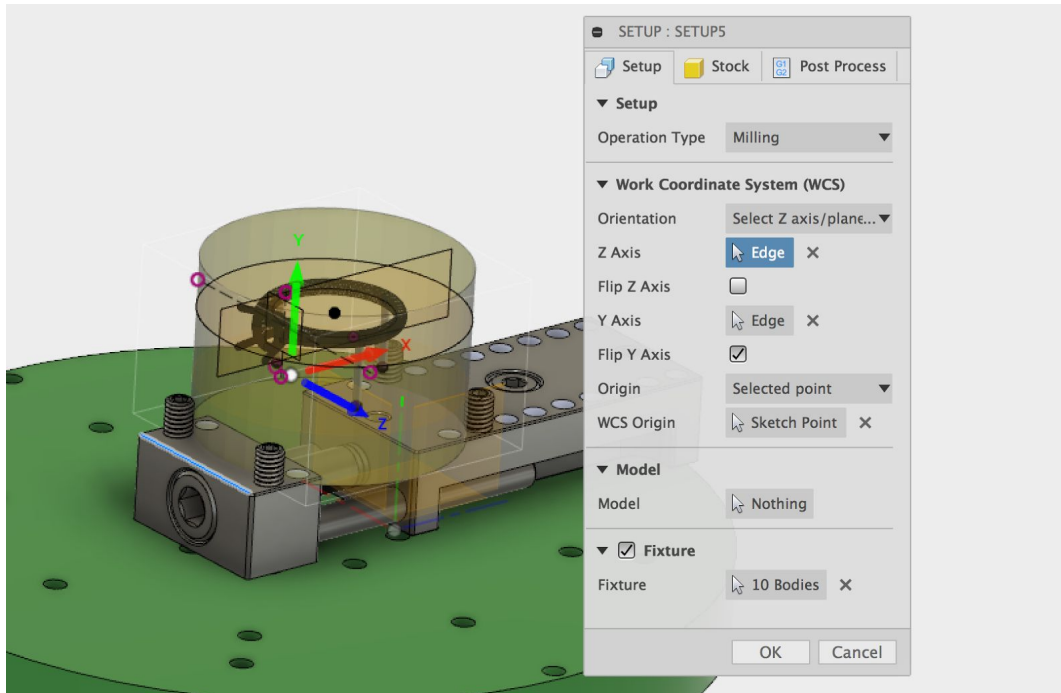 SETUP : SETUP5
Setup
Stock
G1
G2
Post Process
Setup
Operation Type Milling
Work Coordinate System (WCS)
Orientation Select Z axis/plane...
Z Axis Edge
Flip Z Axis
Y Axis Edge
Flip Y Axis
Origin Selected point
WCS Origin Sketch Point
Model
Model Nothing
Fixture
Fixture 10 Bodies
OK Cancel
Y
X
Z